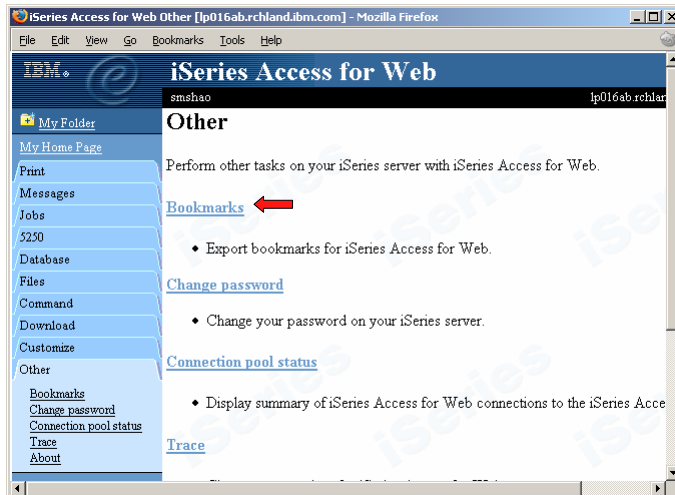 iSeries Access for Web Other [lp016ab.rchland.ibm.com] - Mozilla Firefox
File Edit View Go Bookmarks Tools Help
IBM
iSeries Access for Web
smshao lp016ab.rchlan
My Folder
My Home Page
Print
Messages
Jobs
5250
Database
Files
Command
Download
Customize
Other
Bookmarks
Change password
Connection pool status
Trace
About
Other
Perform other tasks on your iSeries server with iSeries Access for Web.
Bookmarks
• Export bookmarks for iSeries Access for Web.
Change password
• Change your password on your iSeries server.
Connection pool status
• Display summary of iSeries Access for Web connections to the iSeries Acce
Trace